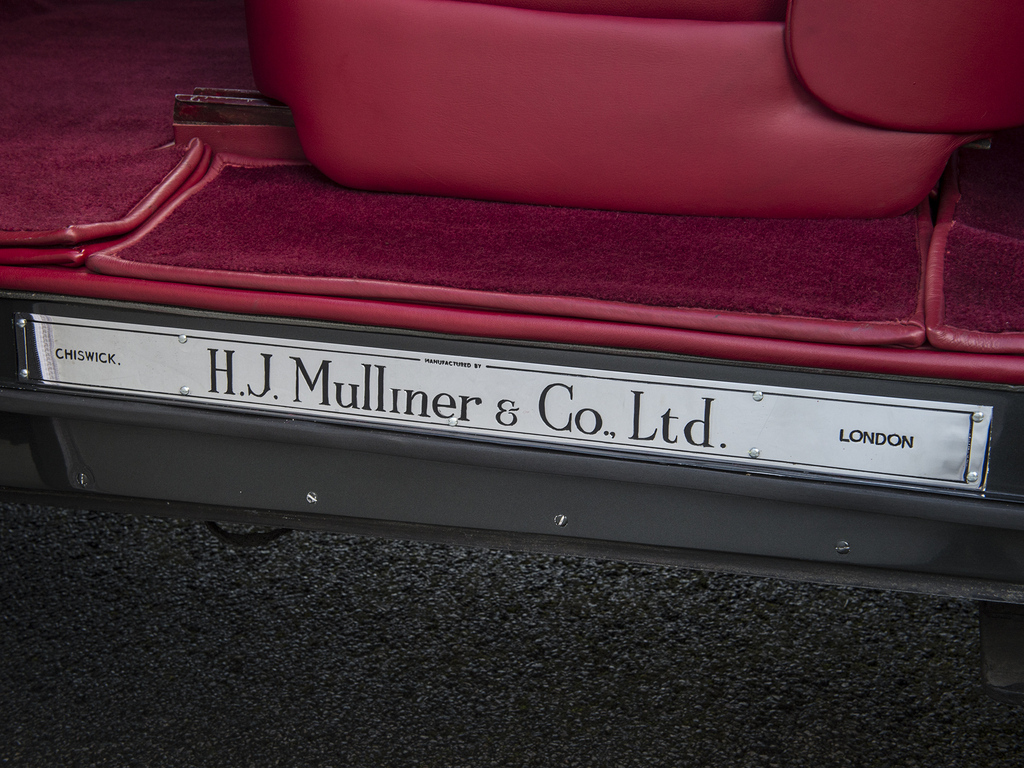 MANUFACTURED BY
CHISWICK. H.J. Mulliner & Co., Ltd. LONDON